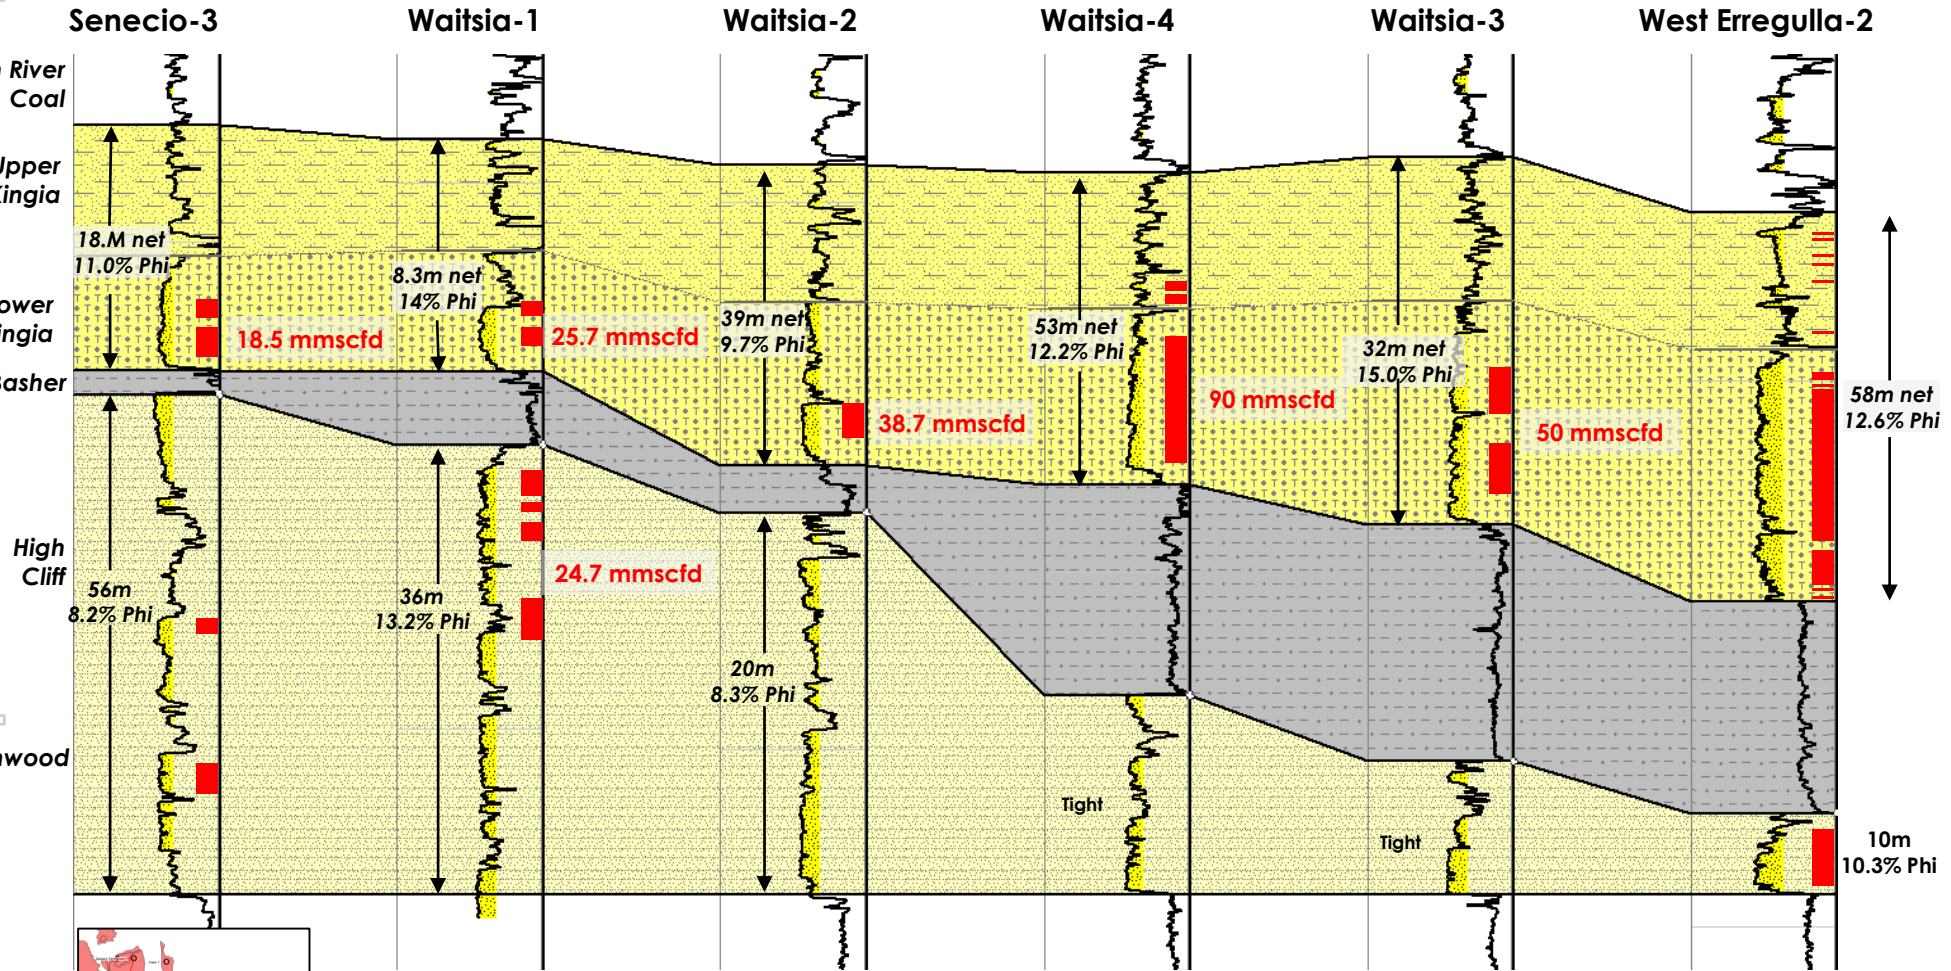 Senecio-3 Waitsia-1 Waitsia-2 Waitsia-4 Waitsia-3 West Erregulla-2
River
Coal
Upper
Kingia
18.M net
11.0% Phi
8.3m net
14% Phi
39m net
9.7% Phi
53m net
12.2% Phi
32m net
15.0% Phi
58m net
12.6% Phi
ower
ingia
18.5 mmscfd
25.7 mmscfd
38.7 mmscfd
90 mmscfd
50 mmscfd
Basher
High
Cliff
24.7 mmscfd
56m
8.2% Phi
36m
13.2% Phi
20m
8.3% Phi
nwood
Tight
Tight
10m
10.3% Phi